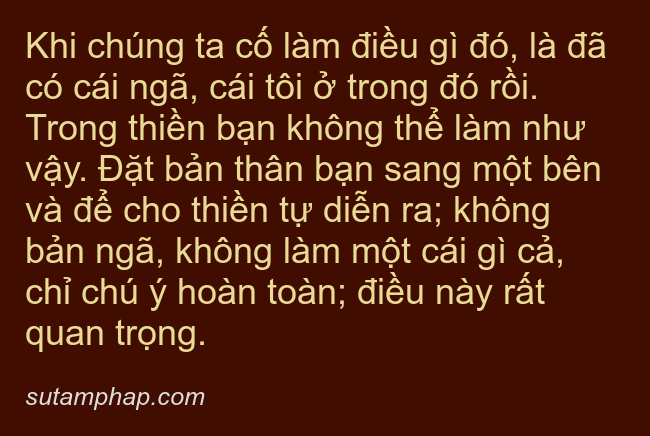 Khi chúng ta cố làm điều gì đó, là đã
có cái ngã, cái tôi ở trong đó rồi.
Trong thiền bạn không thể làm như
vậy. Đặt bản thân bạn sang một bên
và để cho thiền tự diễn ra; không
bản ngã, không làm một cái gì cả,
chỉ chú ý hoàn toàn; điều này rất
quan trọng.
sutamphap.com